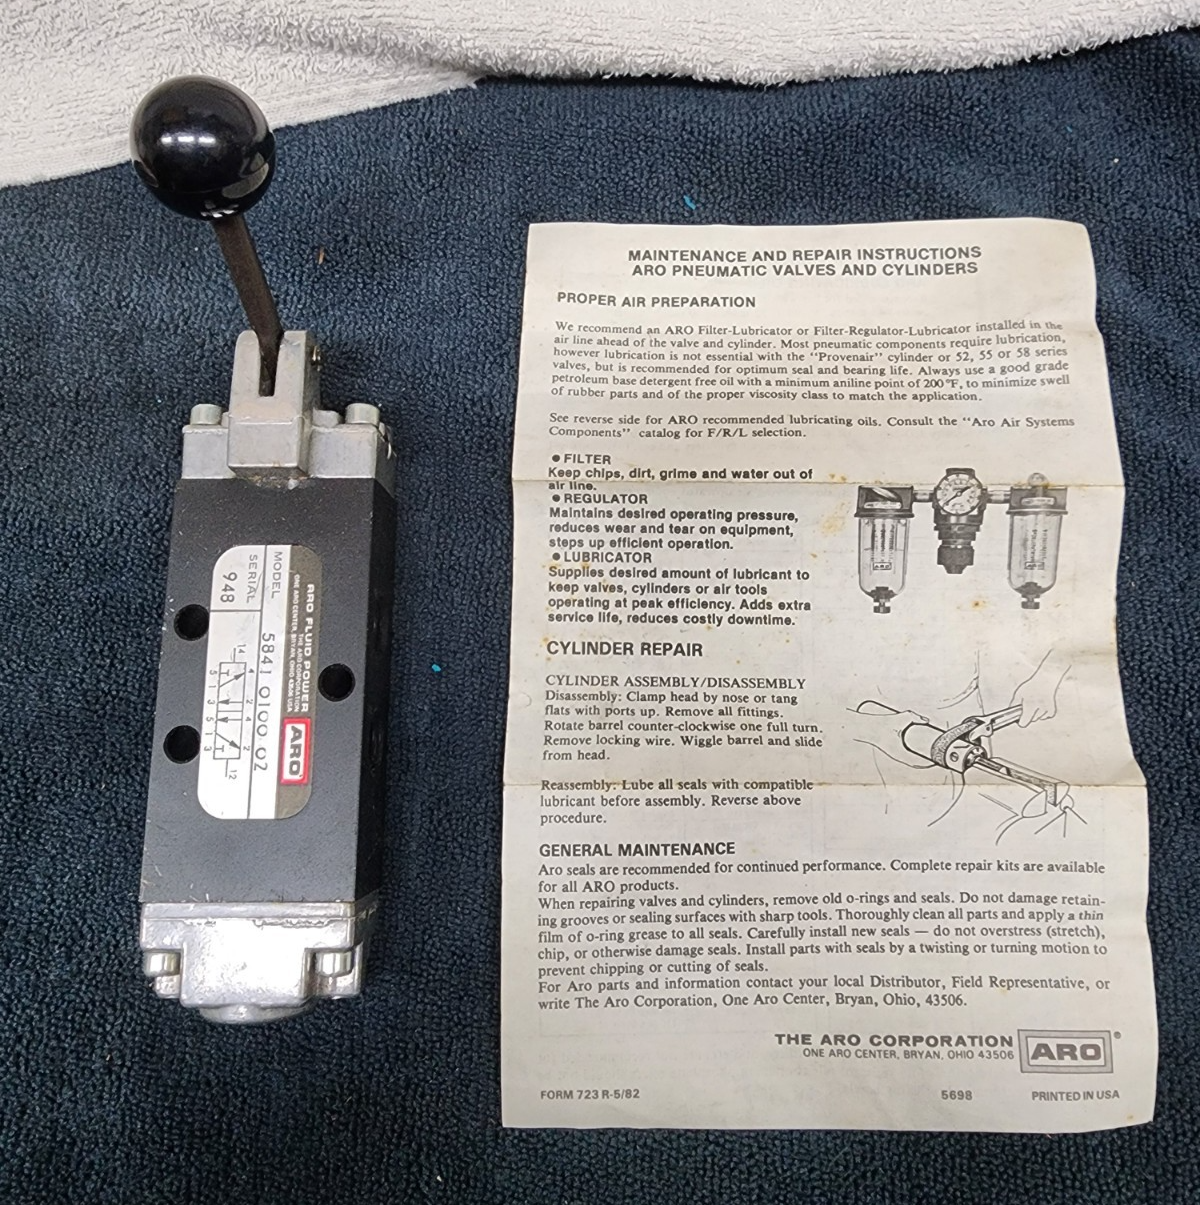 ARO FLUID POWER
THE ARO CORPORATION
ONE ARO CENTER, BRYAN, OHIO 43506 USA
ARO
MODEL
5841 0100 OZ
SERIAL
948
14
4 2 4 2
5 1 3 5 1 3
12
MAINTENANCE AND REPAIR INSTRUCTIONS
ARO PNEUMATIC VALVES AND CYLINDERS
PROPER AIR PREPARATION
We recommend an ARO Filter-Lubricator or Filter-Regulator-Lubricator installed in the
air line ahead of the valve and cylinder. Most pneumatic components require lubrication,
however lubrication is not essential with the "Provenair" cylinder or 52, 55 or 58 series
valves, but is recommended for optimum seal and bearing life. Always use a good grade
petroleum base detergent free oil with a minimum aniline point of 200°F, to minimize swell
of rubber parts and of the proper viscosity class to match the application.
See reverse side for ARO recommended lubricating oils. Consult the "Aro Air Systems
Components" catalog for F/R/L selection.
● FILTER
Keep chips, dirt, grime and water out of
air line.
● REGULATOR
Maintains desired operating pressure,
reduces wear and tear on equipment,
steps up efficient operation.
● LUBRICATOR
Supplies desired amount of lubricant to
keep valves, cylinders or air tools
operating at peak efficiency. Adds extra
service life, reduces costly downtime.
CYLINDER REPAIR
CYLINDER ASSEMBLY/DISASSEMBLY
Disassembly: Clamp head by nose or tang
flats with ports up. Remove all fittings.
Rotate barrel counter-clockwise one full turn.
Remove locking wire. Wiggle barrel and slide
from head.
Reassembly: Lube all seals with compatible
lubricant before assembly. Reverse above
procedure.
GENERAL MAINTENANCE
Aro seals are recommended for continued performance. Complete repair kits are available
for all ARO products.
When repairing valves and cylinders, remove old o-rings and seals. Do not damage retain-
ing grooves or sealing surfaces with sharp tools. Thoroughly clean all parts and apply a thin
film of o-ring grease to all seals. Carefully install new seals — do not overstress (stretch),
chip, or otherwise damage seals. Install parts with seals by a twisting or turning motion to
prevent chipping or cutting of seals.
For Aro parts and information contact your local Distributor, Field Representative, or
write The Aro Corporation, One Aro Center, Bryan, Ohio, 43506.
THE ARO CORPORATION
ONE ARO CENTER, BRYAN, OHIO 43506
ARO ®
FORM 723 R-5/82
5698
PRINTED IN USA